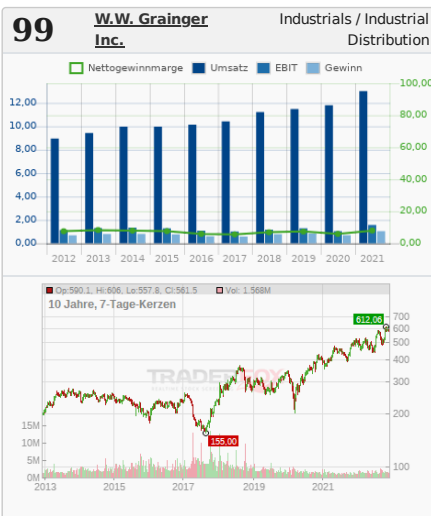 99
W.W. Grainger Inc.
Industrials / Industrial Distribution
Nettogewinnmarge Umsatz EBIT Gewinn
12,00
10,00
8,00
6,00
4,00
2,00
0,00
100,00
80,00
60,00
40,00
20,00
0,00
2012 2013 2014 2015 2016 2017 2018 2019 2020 2021
Op:590.1, Hi:606, Lo:557.8, Cl:561.5 Vol: 1.568M
10 Jahre, 7-Tage-Kerzen
612,06
700
600
500
400
300
200
100
TRADERFOX
155,00
15M
10M
5M
0M
2013 2015 2017 2019 2021